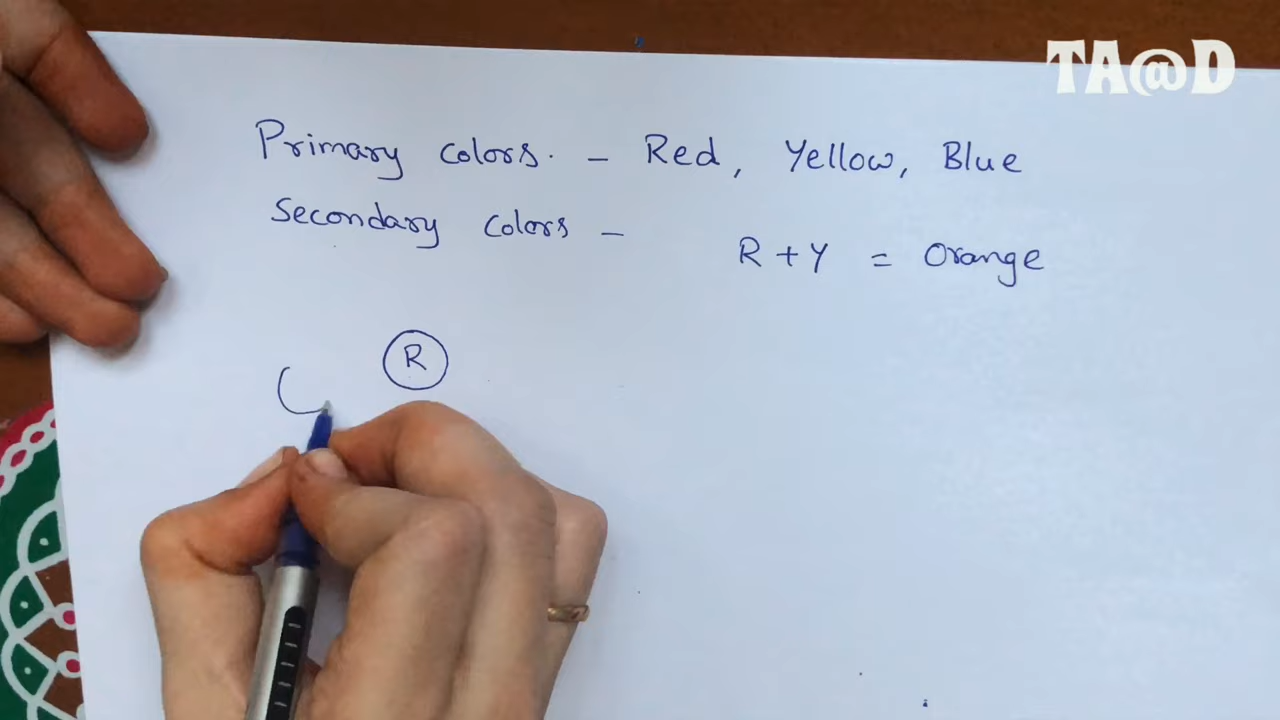 TA@D
Primary colors. - Red, Yellow, Blue
Secondary colors -
R + Y = Orange
R